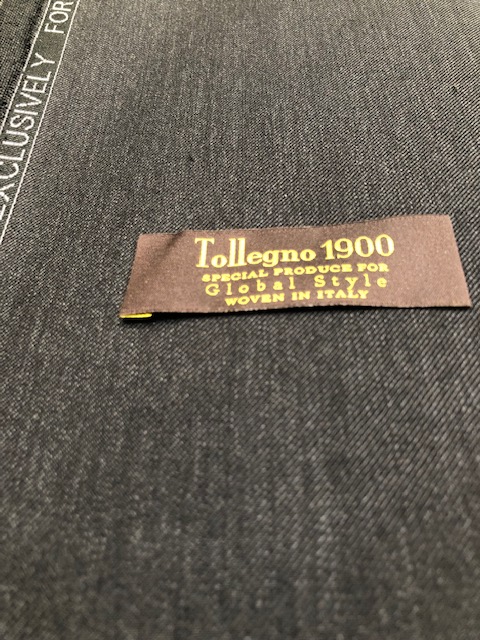 EXCLUSIVELY FOR
Tollegno 1900
SPECIAL PRODUCE FOR
Global Style
WOVEN IN ITALY